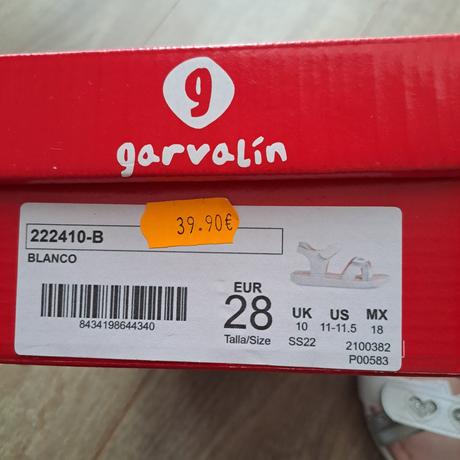 g
garvalín
39.90€
222410-B
BLANCO
8434198644340
EUR
28
Talla/Size
UK US MX
10 11-11.5 18
SS22 2100382
P00583